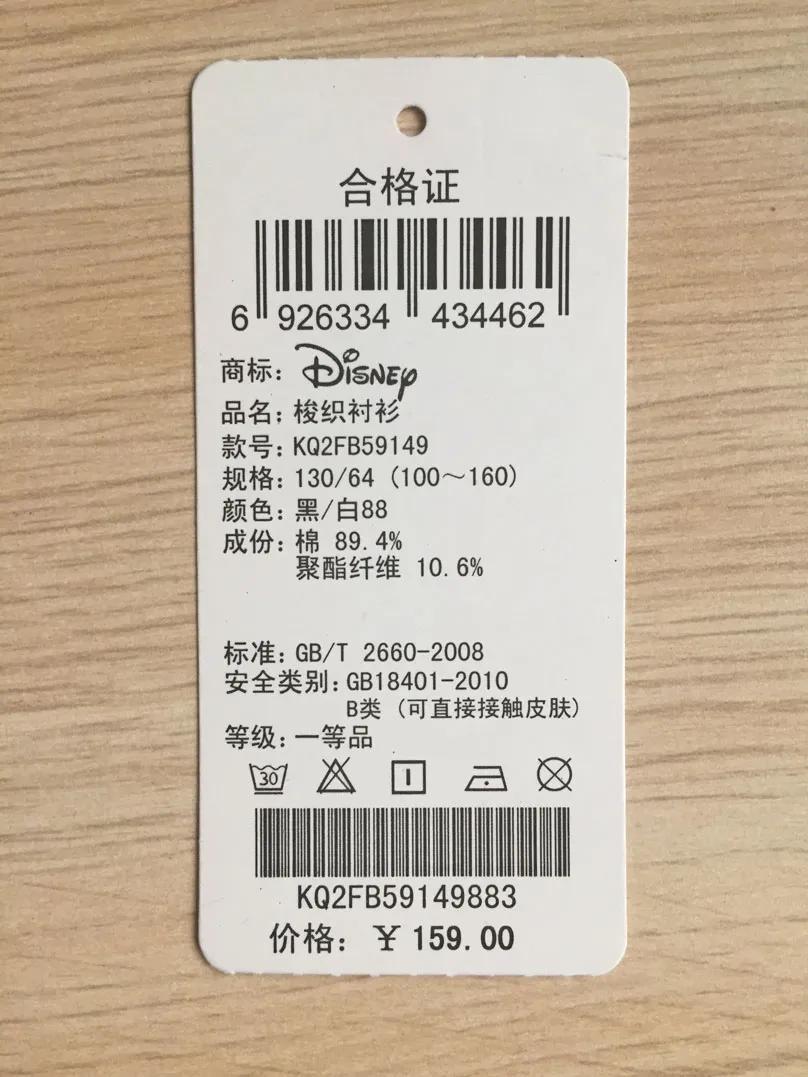 合格证
6 926334 434462
商标: Disney
品名: 梭织衬衫
款号: KQ2FB59149
规格: 130/64 (100～160)
颜色: 黑/白88
成份: 棉 89.4%
聚酯纤维 10.6%
标准: GB/T 2660-2008
安全类别: GB18401-2010
B类 (可直接接触皮肤)
等级: 一等品
30
KQ2FB59149883
价格: ¥ 159.00